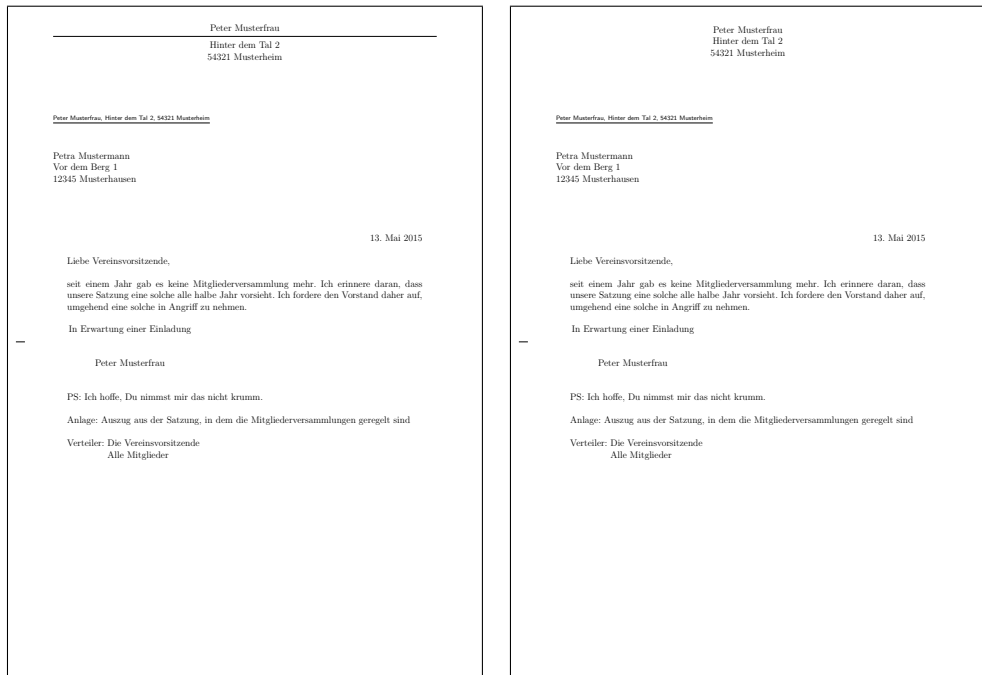 Peter Musterfrau
Hinter dem Tal 2
54321 Musterheim
Peter Musterfrau, Hinter dem Tal 2, 54321 Musterheim
Petra Mustermann
Vor dem Berg 1
12345 Musterhausen
13. Mai 2015
Liebe Vereinsvorsitzende,
seit einem Jahr gab es keine Mitgliederversammlung mehr. Ich erinnere daran, dass
unsere Satzung eine solche alle halbe Jahr vorsieht. Ich fordere den Vorstand daher auf,
umgehend eine solche in Angriff zu nehmen.
In Erwartung einer Einladung
Peter Musterfrau
PS: Ich hoffe, Du nimmst mir das nicht krumm.
Anlage: Auszug aus der Satzung, in dem die Mitgliederversammlungen geregelt sind
Verteiler: Die Vereinsvorsitzende
Alle Mitglieder
Peter Musterfrau
Hinter dem Tal 2
54321 Musterheim
Peter Musterfrau, Hinter dem Tal 2, 54321 Musterheim
Petra Mustermann
Vor dem Berg 1
12345 Musterhausen
13. Mai 2015
Liebe Vereinsvorsitzende,
seit einem Jahr gab es keine Mitgliederversammlung mehr. Ich erinnere daran, dass
unsere Satzung eine solche alle halbe Jahr vorsieht. Ich fordere den Vorstand daher auf,
umgehend eine solche in Angriff zu nehmen.
In Erwartung einer Einladung
Peter Musterfrau
PS: Ich hoffe, Du nimmst mir das nicht krumm.
Anlage: Auszug aus der Satzung, in dem die Mitgliederversammlungen geregelt sind
Verteiler: Die Vereinsvorsitzende
Alle Mitglieder